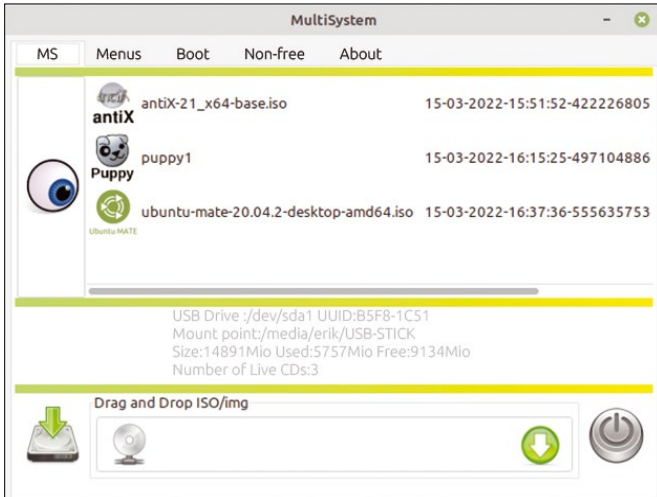 MultiSystem
MS Menus Boot Non-free About
antiX
antiX-21_x64-base.iso 15-03-2022-15:51:52-422226805
Puppy
puppy1 15-03-2022-16:15:25-497104886
ubuntu-mate-20.04.2-desktop-amd64.iso 15-03-2022-16:37:36-555635753
Ubuntu MATE
USB Drive :/dev/sda1 UUID:B5F8-1C51
Mount point:/media/erik/USB-STICK
Size:14891Mio Used:5757Mio Free:9134Mio
Number of Live CDs:3
Drag and Drop ISO/img